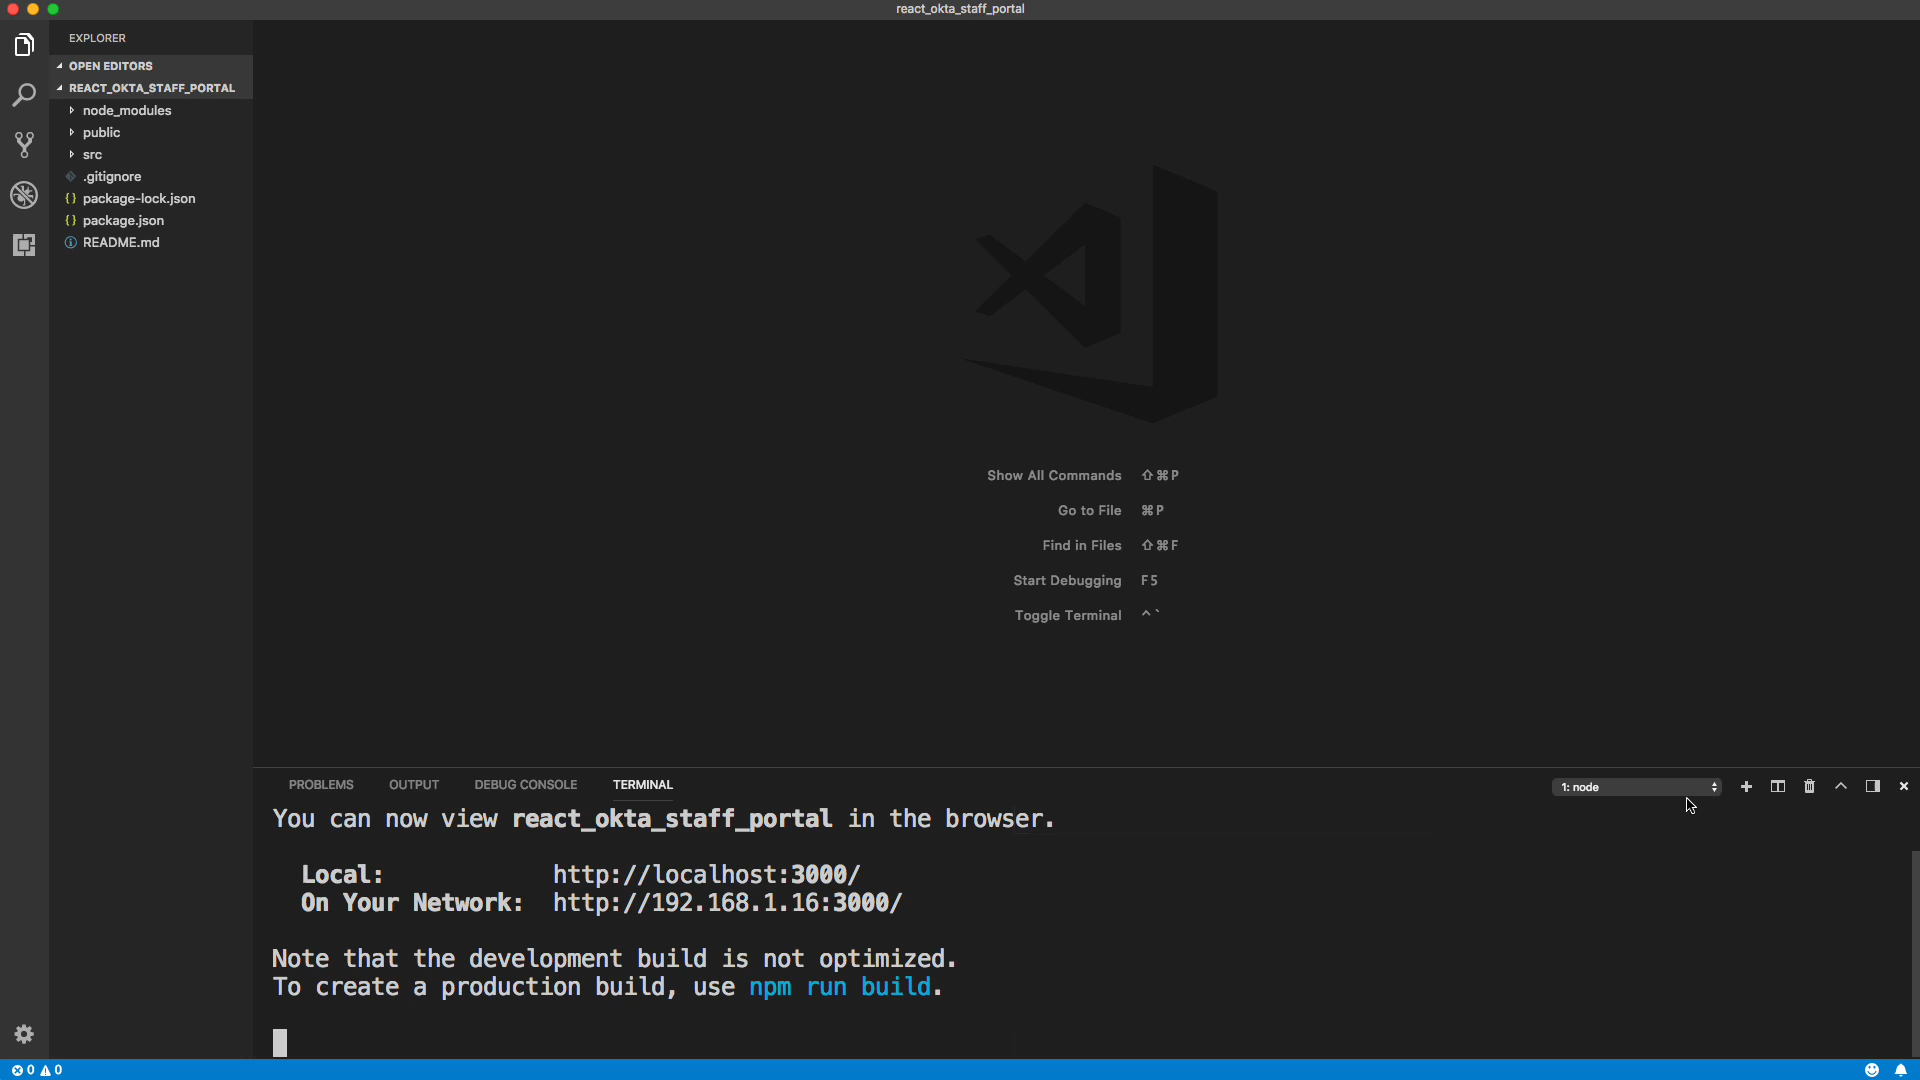 react_okta_staff_portal
EXPLORER
OPEN EDITORS
REACT_OKTA_STAFF_PORTAL
node_modules
public
src
.gitignore
{} package-lock.json
{} package.json
README.md
Show All Commands ⇧⌘P
Go to File ⌘P
Find in Files ⇧⌘F
Start Debugging F5
Toggle Terminal ^`
PROBLEMS OUTPUT DEBUG CONSOLE TERMINAL 1: node
You can now view react_okta_staff_portal in the browser.
Local: http://localhost:3000/
On Your Network: http://192.168.1.16:3000/
Note that the development build is not optimized.
To create a production build, use npm run build.
0 0